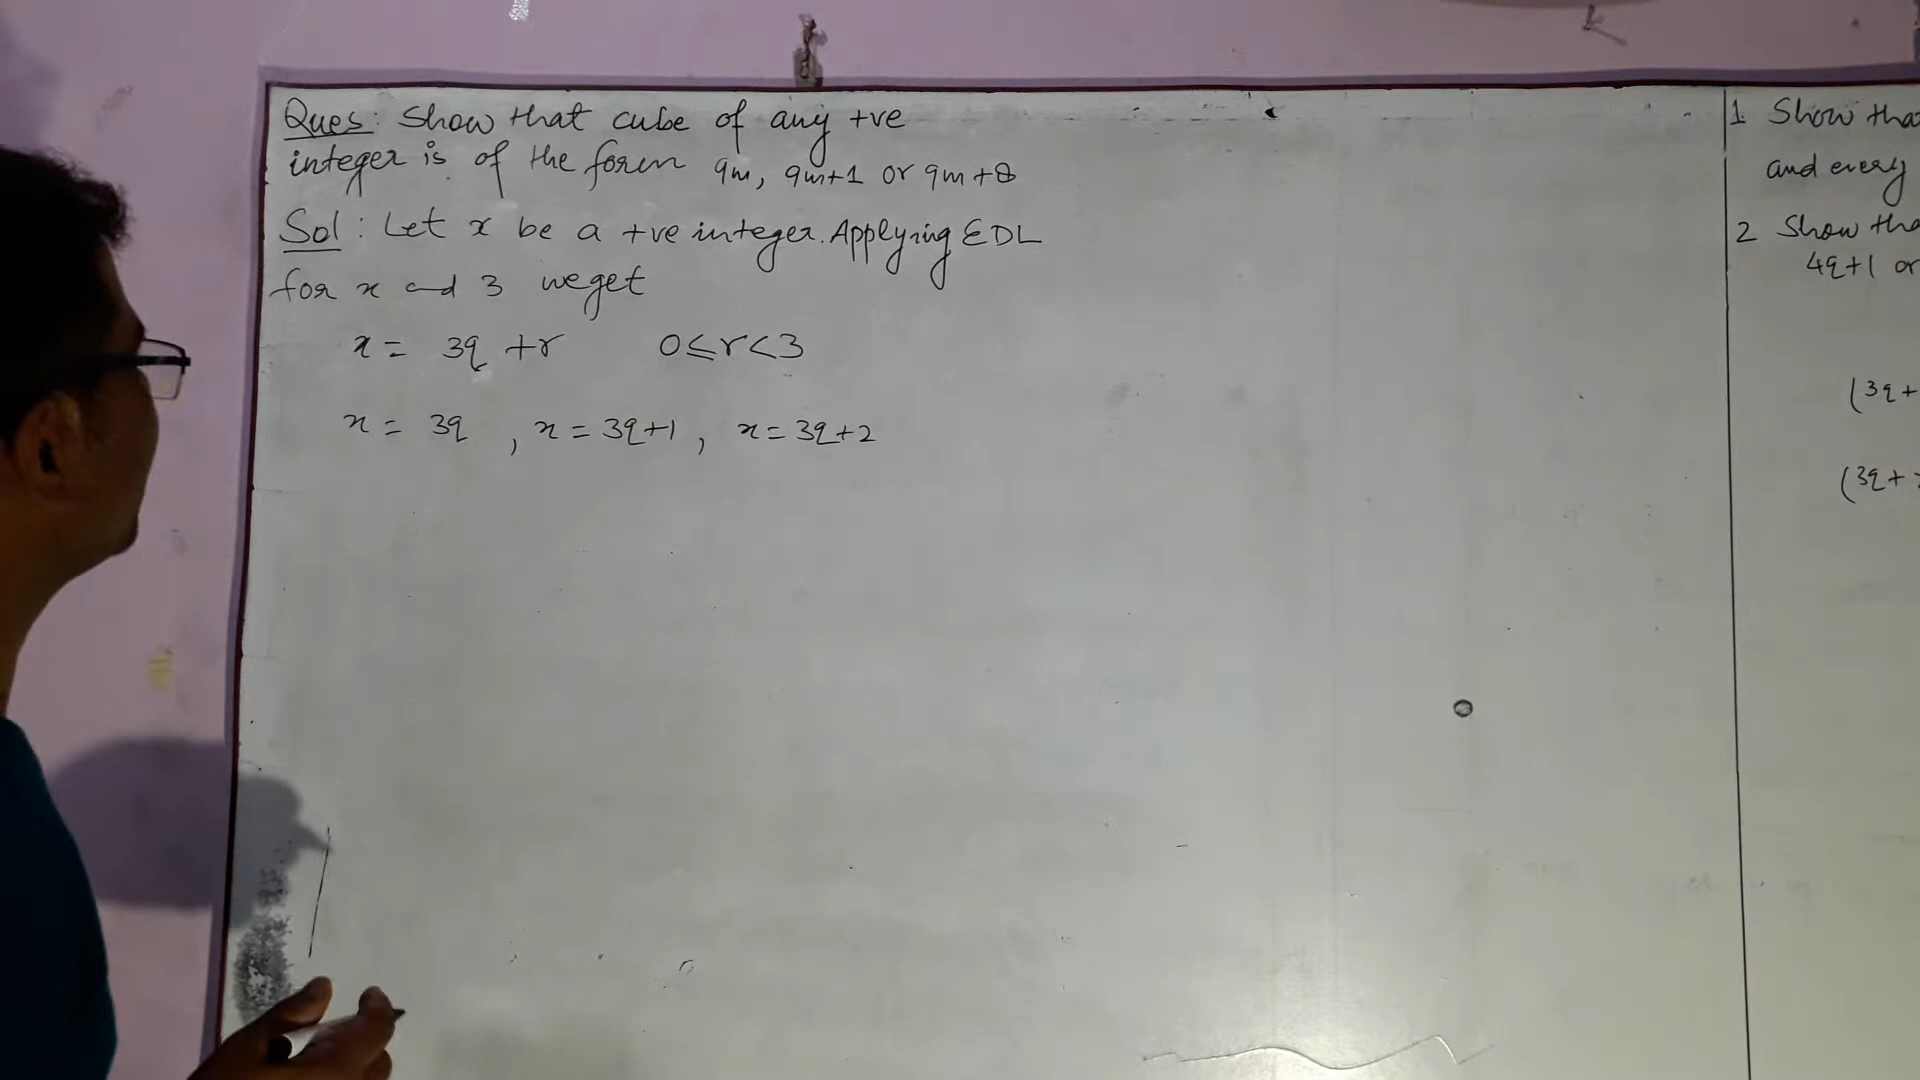 Ques: Show that cube of any +ve
integer is of the form 9m, 9m+1 or 9m+8
Sol: Let x be a +ve integer. Applying EDL
for x and 3 we get
x = 3q + r 0≤r<3
x = 3q , x = 3q+1 , x = 3q+2
1 Show tha
and every
2 Show tha
4q+1 or
(3q+
(3q+